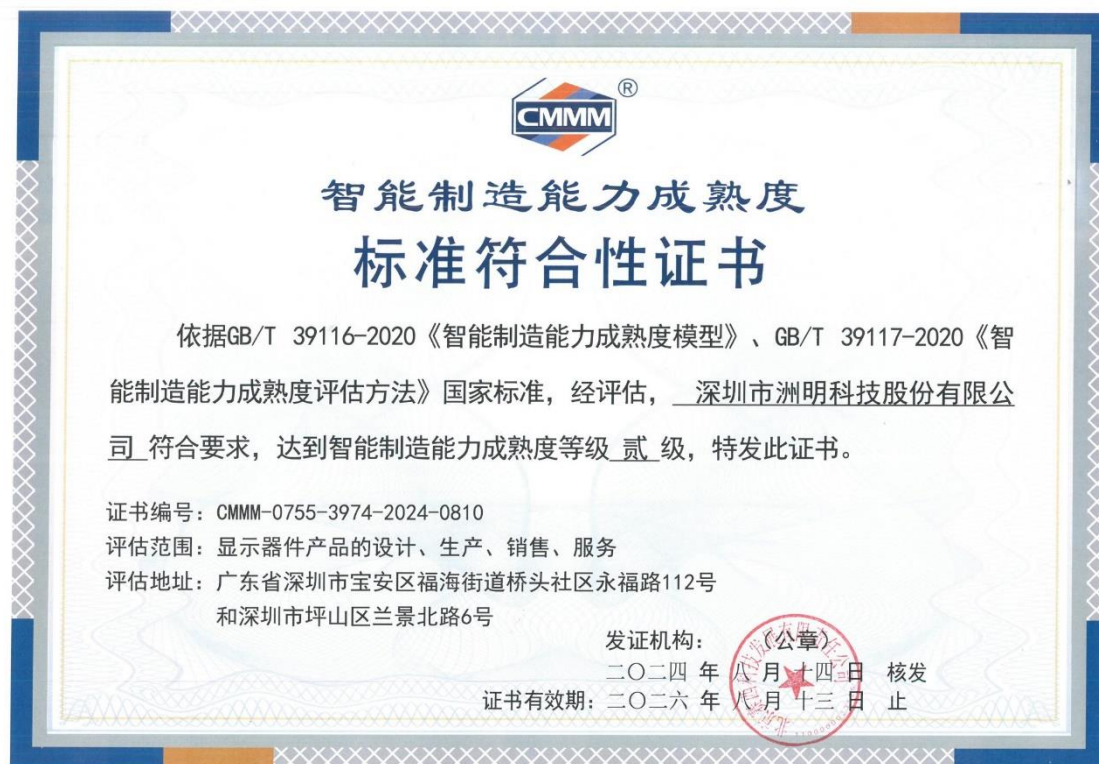 CMMM®
智能制造能力成熟度
标准符合性证书
依据GB/T 39116-2020《智能制造能力成熟度模型》、GB/T 39117-2020《智
能制造能力成熟度评估方法》国家标准，经评估， 深圳市洲明科技股份有限公
司 符合要求，达到智能制造能力成熟度等级 贰 级，特发此证书。
证书编号：CMMM-0755-3974-2024-0810
评估范围：显示器件产品的设计、生产、销售、服务
评估地址：广东省深圳市宝安区福海街道桥头社区永福路112号
和深圳市坪山区兰景北路6号
发证机构： （公章）
二〇二四 年 八 月 十四 日 核发
证书有效期：二〇二六 年 八 月 十三 日 止